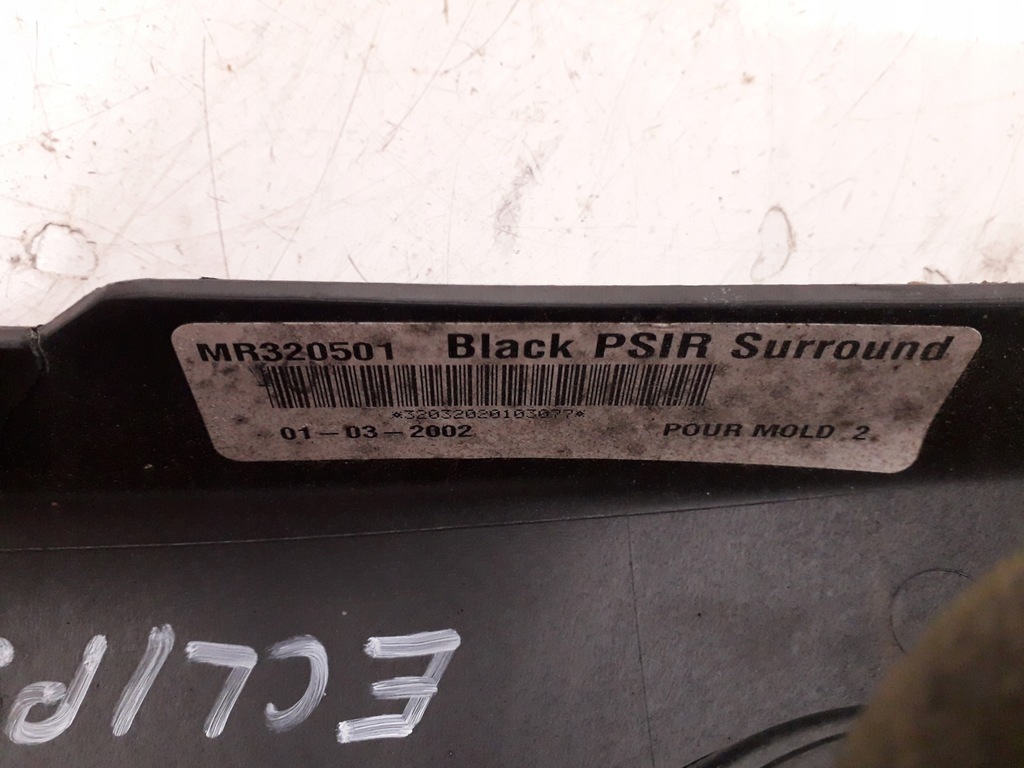 MR320501 Black PSIR Surround
*32032020103077*
01-03-2002 POUR MOLD 2
ECLIP